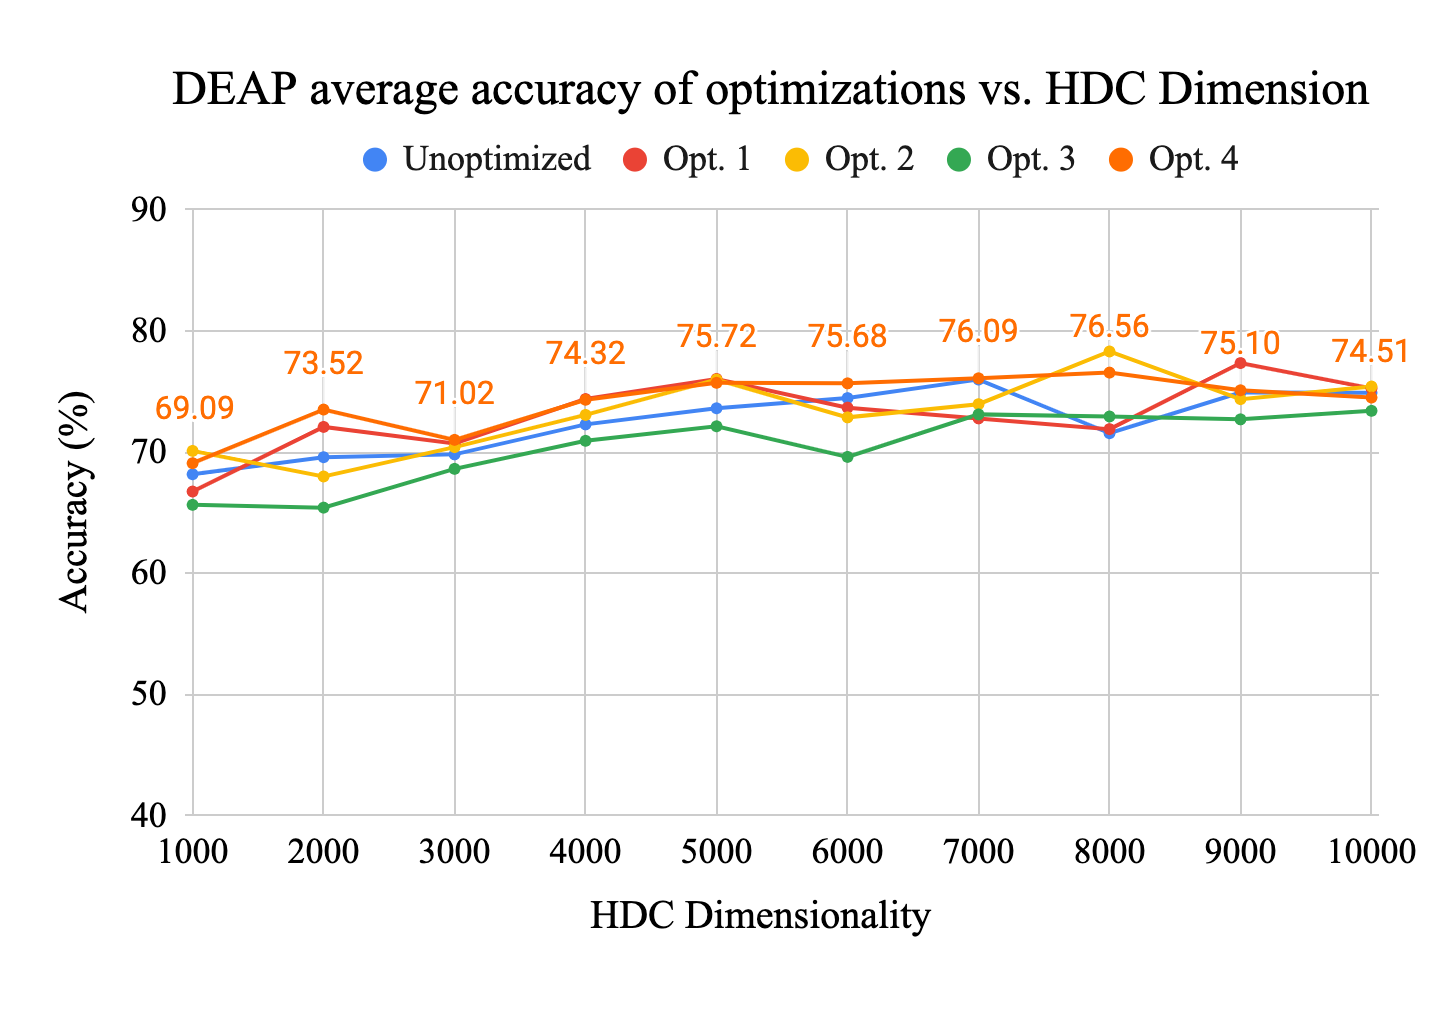 DEAP average accuracy of optimizations vs. HDC Dimension
Unoptimized Opt. 1 Opt. 2 Opt. 3 Opt. 4
90
80
70
60
50
40
Accuracy (%)
69.09 73.52 71.02 74.32 75.72 75.68 76.09 76.56 75.10 74.51
1000 2000 3000 4000 5000 6000 7000 8000 9000 10000
HDC Dimensionality